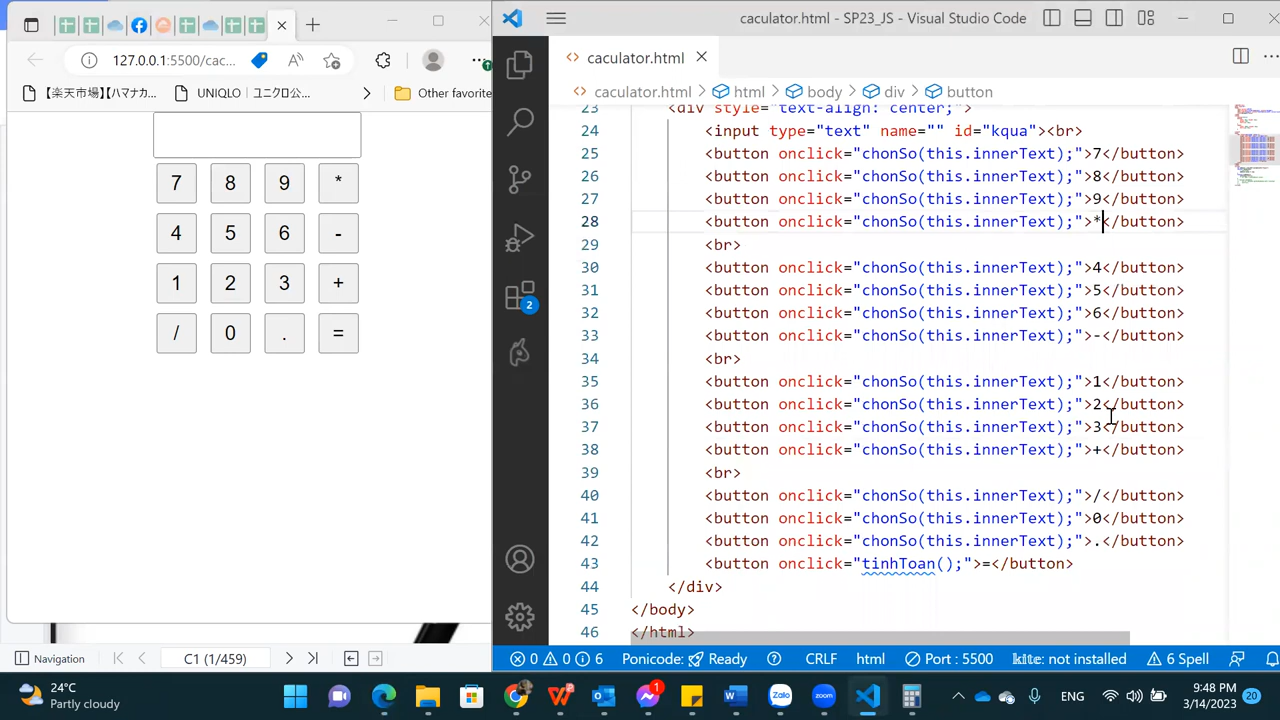 caculator.html - SP23_JS - Visual Studio Code
127.0.0.1:5500/cac...
【楽天市場】【ハマナカ...
UNIQLO｜ユニクロ公...
Other favorite
7 8 9 *
4 5 6 -
1 2 3 +
/ 0 . =
Navigation
C1 (1/459)
caculator.html
caculator.html > html > body > div > button
23 <div style="text-align: center;">
24 <input type="text" name="" id="kqua"><br>
25 <button onclick="chonSo(this.innerText);">7</button>
26 <button onclick="chonSo(this.innerText);">8</button>
27 <button onclick="chonSo(this.innerText);">9</button>
28 <button onclick="chonSo(this.innerText);">*</button>
29 <br>
30 <button onclick="chonSo(this.innerText);">4</button>
31 <button onclick="chonSo(this.innerText);">5</button>
32 <button onclick="chonSo(this.innerText);">6</button>
33 <button onclick="chonSo(this.innerText);">-</button>
34 <br>
35 <button onclick="chonSo(this.innerText);">1</button>
36 <button onclick="chonSo(this.innerText);">2</button>
37 <button onclick="chonSo(this.innerText);">3</button>
38 <button onclick="chonSo(this.innerText);">+</button>
39 <br>
40 <button onclick="chonSo(this.innerText);">/</button>
41 <button onclick="chonSo(this.innerText);">0</button>
42 <button onclick="chonSo(this.innerText);">.</button>
43 <button onclick="tinhToan();">=</button>
44 </div>
45 </body>
46 </html>
2
0 0 6 Ponicode: Ready CRLF html Port : 5500 kite: not installed 6 Spell
24°C
Partly cloudy
1
ENG
9:48 PM
3/14/2023
20